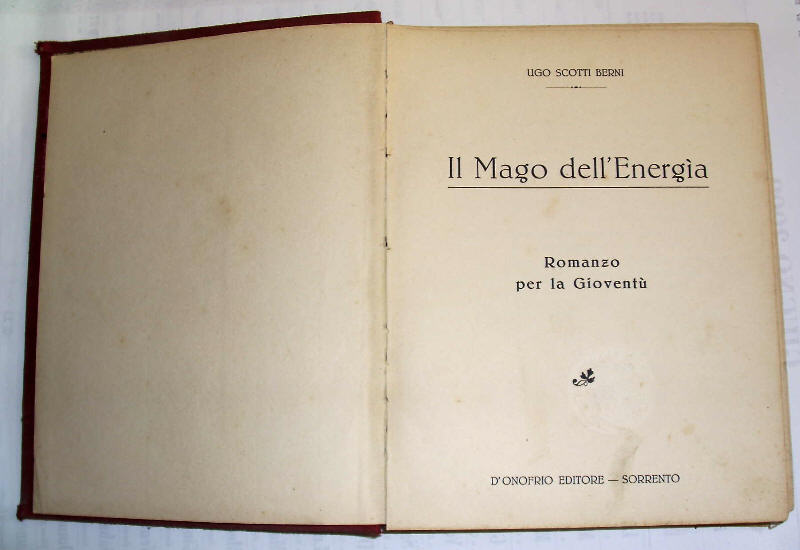 UGO SCOTTI BERNI
Il Mago dell'Energìa
Romanzo
per la Gioventù
D'ONOFRIO EDITORE — SORRENTO